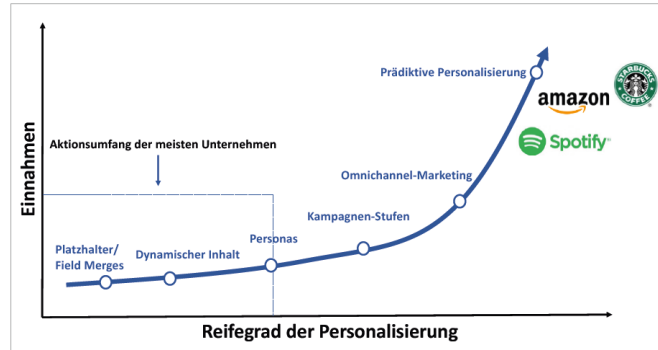 Prädiktive Personalisierung
STARBUCKS
COFFEE
amazon
Spotify
Aktionsumfang der meisten Unternehmen
Omnichannel-Marketing
Einnahmen
Kampagnen-Stufen
Personas
Platzhalter/
Field Merges
Dynamischer Inhalt
Reifegrad der Personalisierung